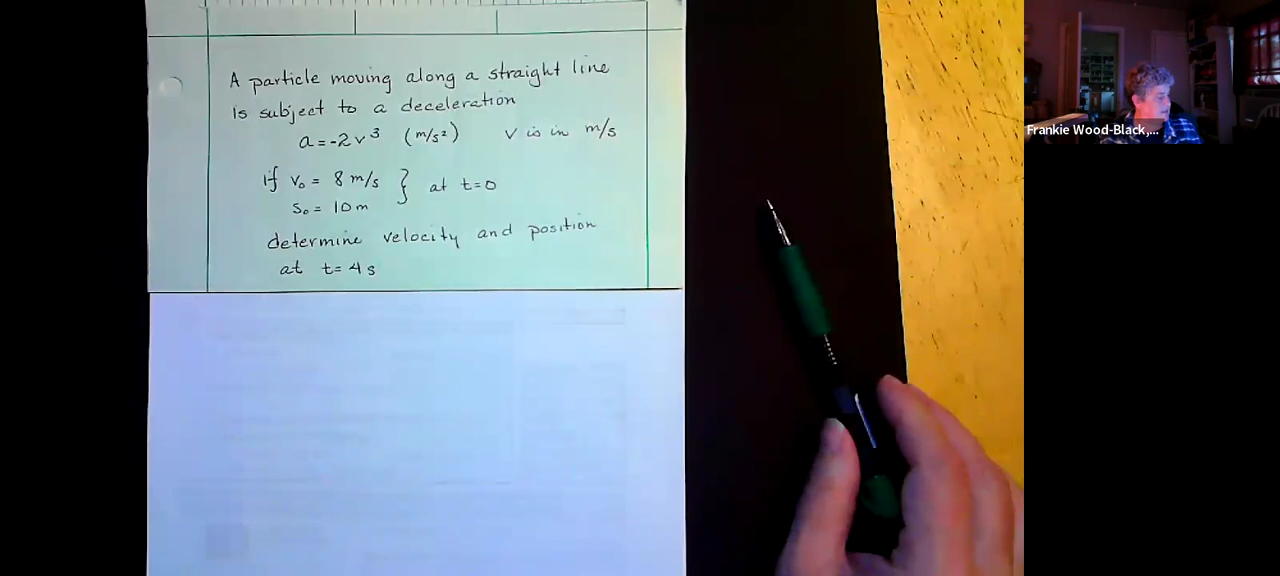 A particle moving along a straight line
is subject to a deceleration
a = -2v³ (m/s²) v is in m/s
If v₀ = 8 m/s } at t=0
s₀ = 10 m
determine velocity and position
at t= 4 s
Frankie Wood-Black,...